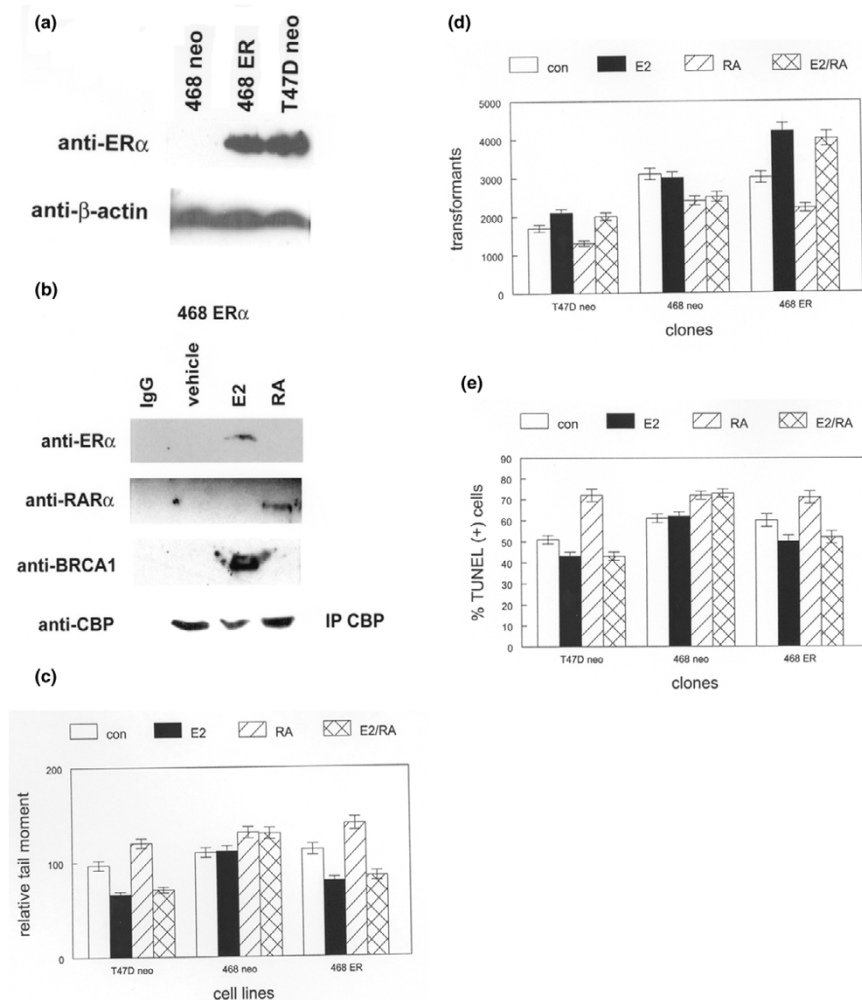 (a)
468 neo
468 ER
T47D neo
anti-ERα
anti-β-actin
(b)
468 ERα
IgG
vehicle
E2
RA
anti-ERα
anti-RARα
anti-BRCA1
anti-CBP
IP CBP
(c)
con E2 RA E2/RA
200
100
0
relative tail moment
T47D neo 468 neo 468 ER
cell lines
(d)
con E2 RA E2/RA
5000
4000
3000
2000
1000
0
transformants
T47D neo 468 neo 468 ER
clones
(e)
con E2 RA E2/RA
90
80
70
60
50
40
30
20
10
0
% TUNEL (+) cells
T47D neo 468 neo 468 ER
clones